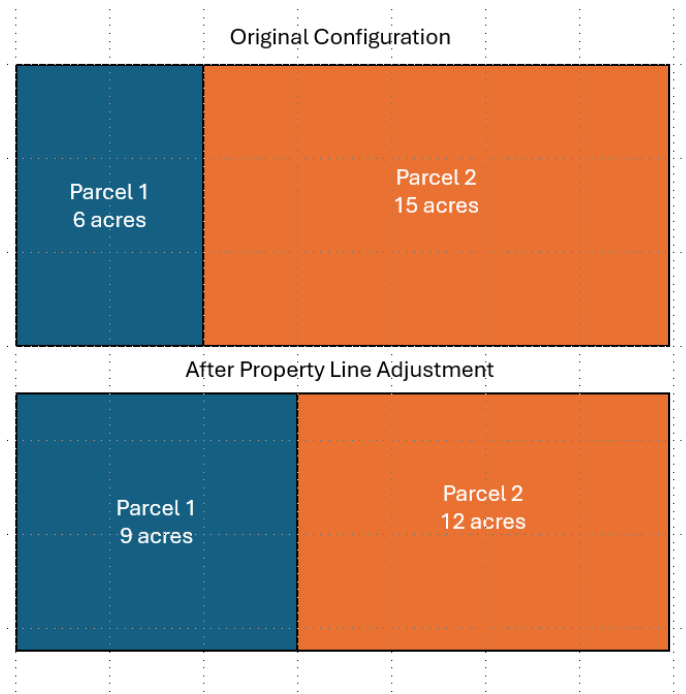 Original Configuration
Parcel 1
6 acres
Parcel 2
15 acres
After Property Line Adjustment
Parcel 1
9 acres
Parcel 2
12 acres